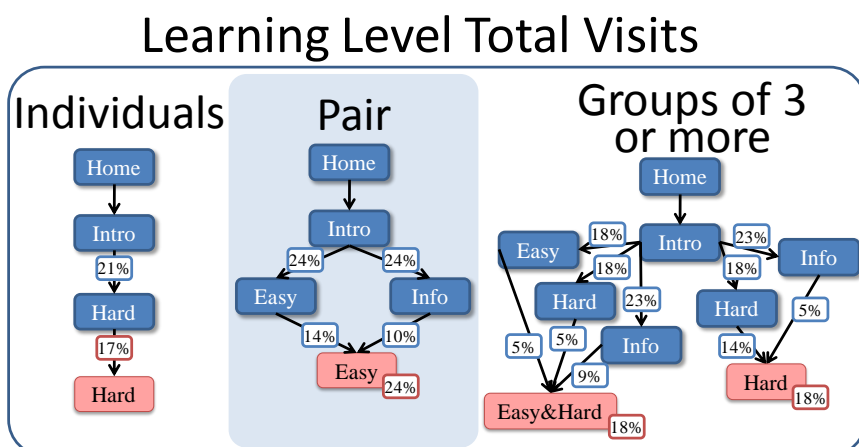 Learning Level Total Visits
Individuals
Home
Intro
21%
Hard
17%
Hard
Pair
Home
Intro
24% 24%
Easy Info
14% 10%
Easy
24%
Groups of 3
or more
Home
Easy 18% Intro 23% Info
18% 18%
Hard 23% Hard 5%
5% 5% Info 14%
9%
Easy&Hard 18%
Hard 18%